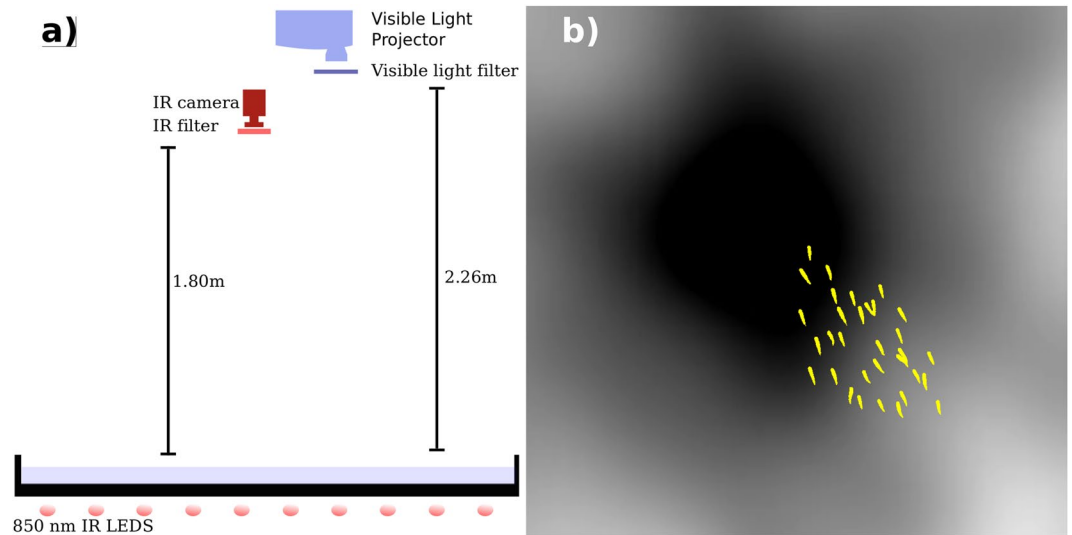 a)
Visible Light
Projector
Visible light filter
IR camera
IR filter
1.80m
2.26m
850 nm IR LEDS
b)